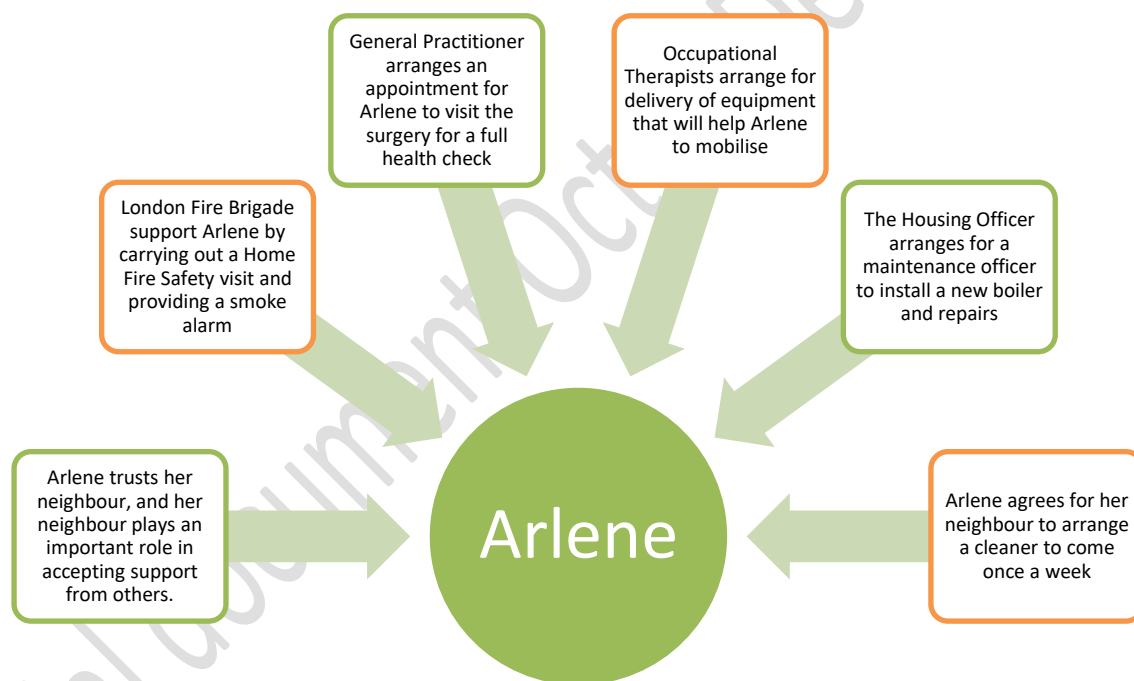 General Practitioner
arranges an
appointment for
Arlene to visit the
surgery for a full
health check
Occupational
Therapists arrange for
delivery of equipment
that will help Arlene
to mobilise
London Fire Brigade
support Arlene by
carrying out a Home
Fire Safety visit and
providing a smoke
alarm
The Housing Officer
arranges for a
maintenance officer
to install a new boiler
and repairs
Arlene trusts her
neighbour, and her
neighbour plays an
important role in
accepting support
from others.
Arlene
Arlene agrees for her
neighbour to arrange
a cleaner to come
once a week
document Oct